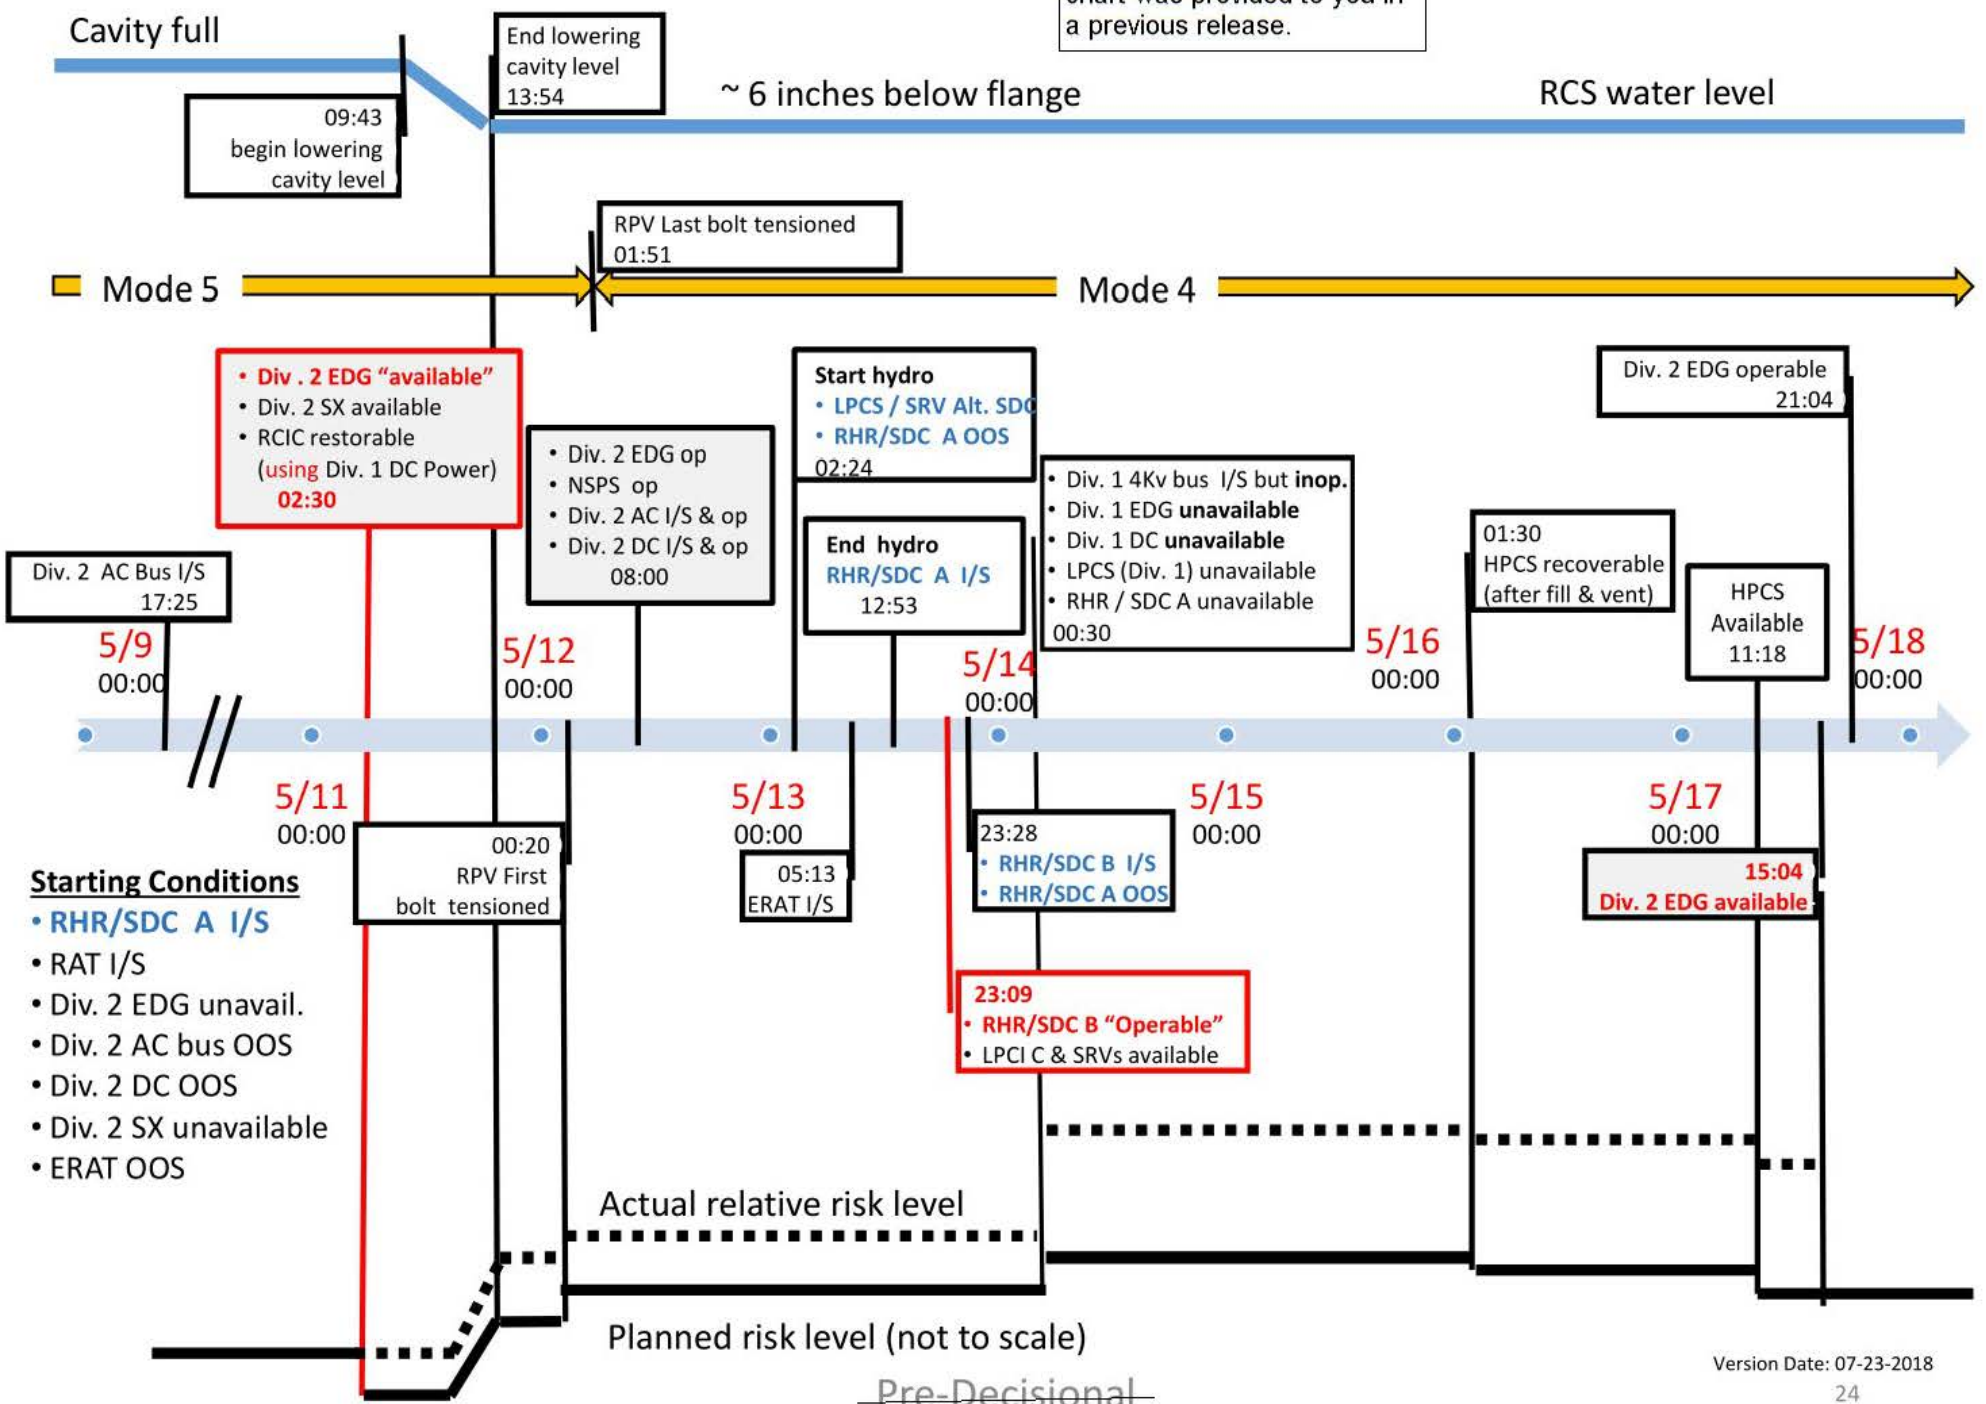 a previous release.
Cavity full
End lowering
cavity level
13:54
~ 6 inches below flange
RCS water level
09:43
begin lowering
cavity level
RPV Last bolt tensioned
01:51
Mode 5
Mode 4
• Div . 2 EDG “available”
• Div. 2 SX available
• RCIC restorable
(using Div. 1 DC Power)
02:30
• Div. 2 EDG op
• NSPS op
• Div. 2 AC I/S & op
• Div. 2 DC I/S & op
08:00
Start hydro
• LPCS / SRV Alt. SDC
• RHR/SDC A OOS
02:24
End hydro
RHR/SDC A I/S
12:53
• Div. 1 4Kv bus I/S but inop.
• Div. 1 EDG unavailable
• Div. 1 DC unavailable
• LPCS (Div. 1) unavailable
• RHR / SDC A unavailable
00:30
Div. 2 EDG operable
21:04
01:30
HPCS recoverable
(after fill & vent)
HPCS
Available
11:18
Div. 2 AC Bus I/S
17:25
5/9
00:00
5/12
00:00
5/14
00:00
5/16
00:00
5/18
00:00
5/11
00:00
5/13
00:00
5/15
00:00
5/17
00:00
00:20
RPV First
bolt tensioned
05:13
ERAT I/S
23:28
• RHR/SDC B I/S
• RHR/SDC A OOS
15:04
Div. 2 EDG available
23:09
• RHR/SDC B “Operable”
• LPCI C & SRVs available
Starting Conditions
• RHR/SDC A I/S
• RAT I/S
• Div. 2 EDG unavail.
• Div. 2 AC bus OOS
• Div. 2 DC OOS
• Div. 2 SX unavailable
• ERAT OOS
Actual relative risk level
Planned risk level (not to scale)
Version Date: 07-23-2018
Pre-Decisional
24